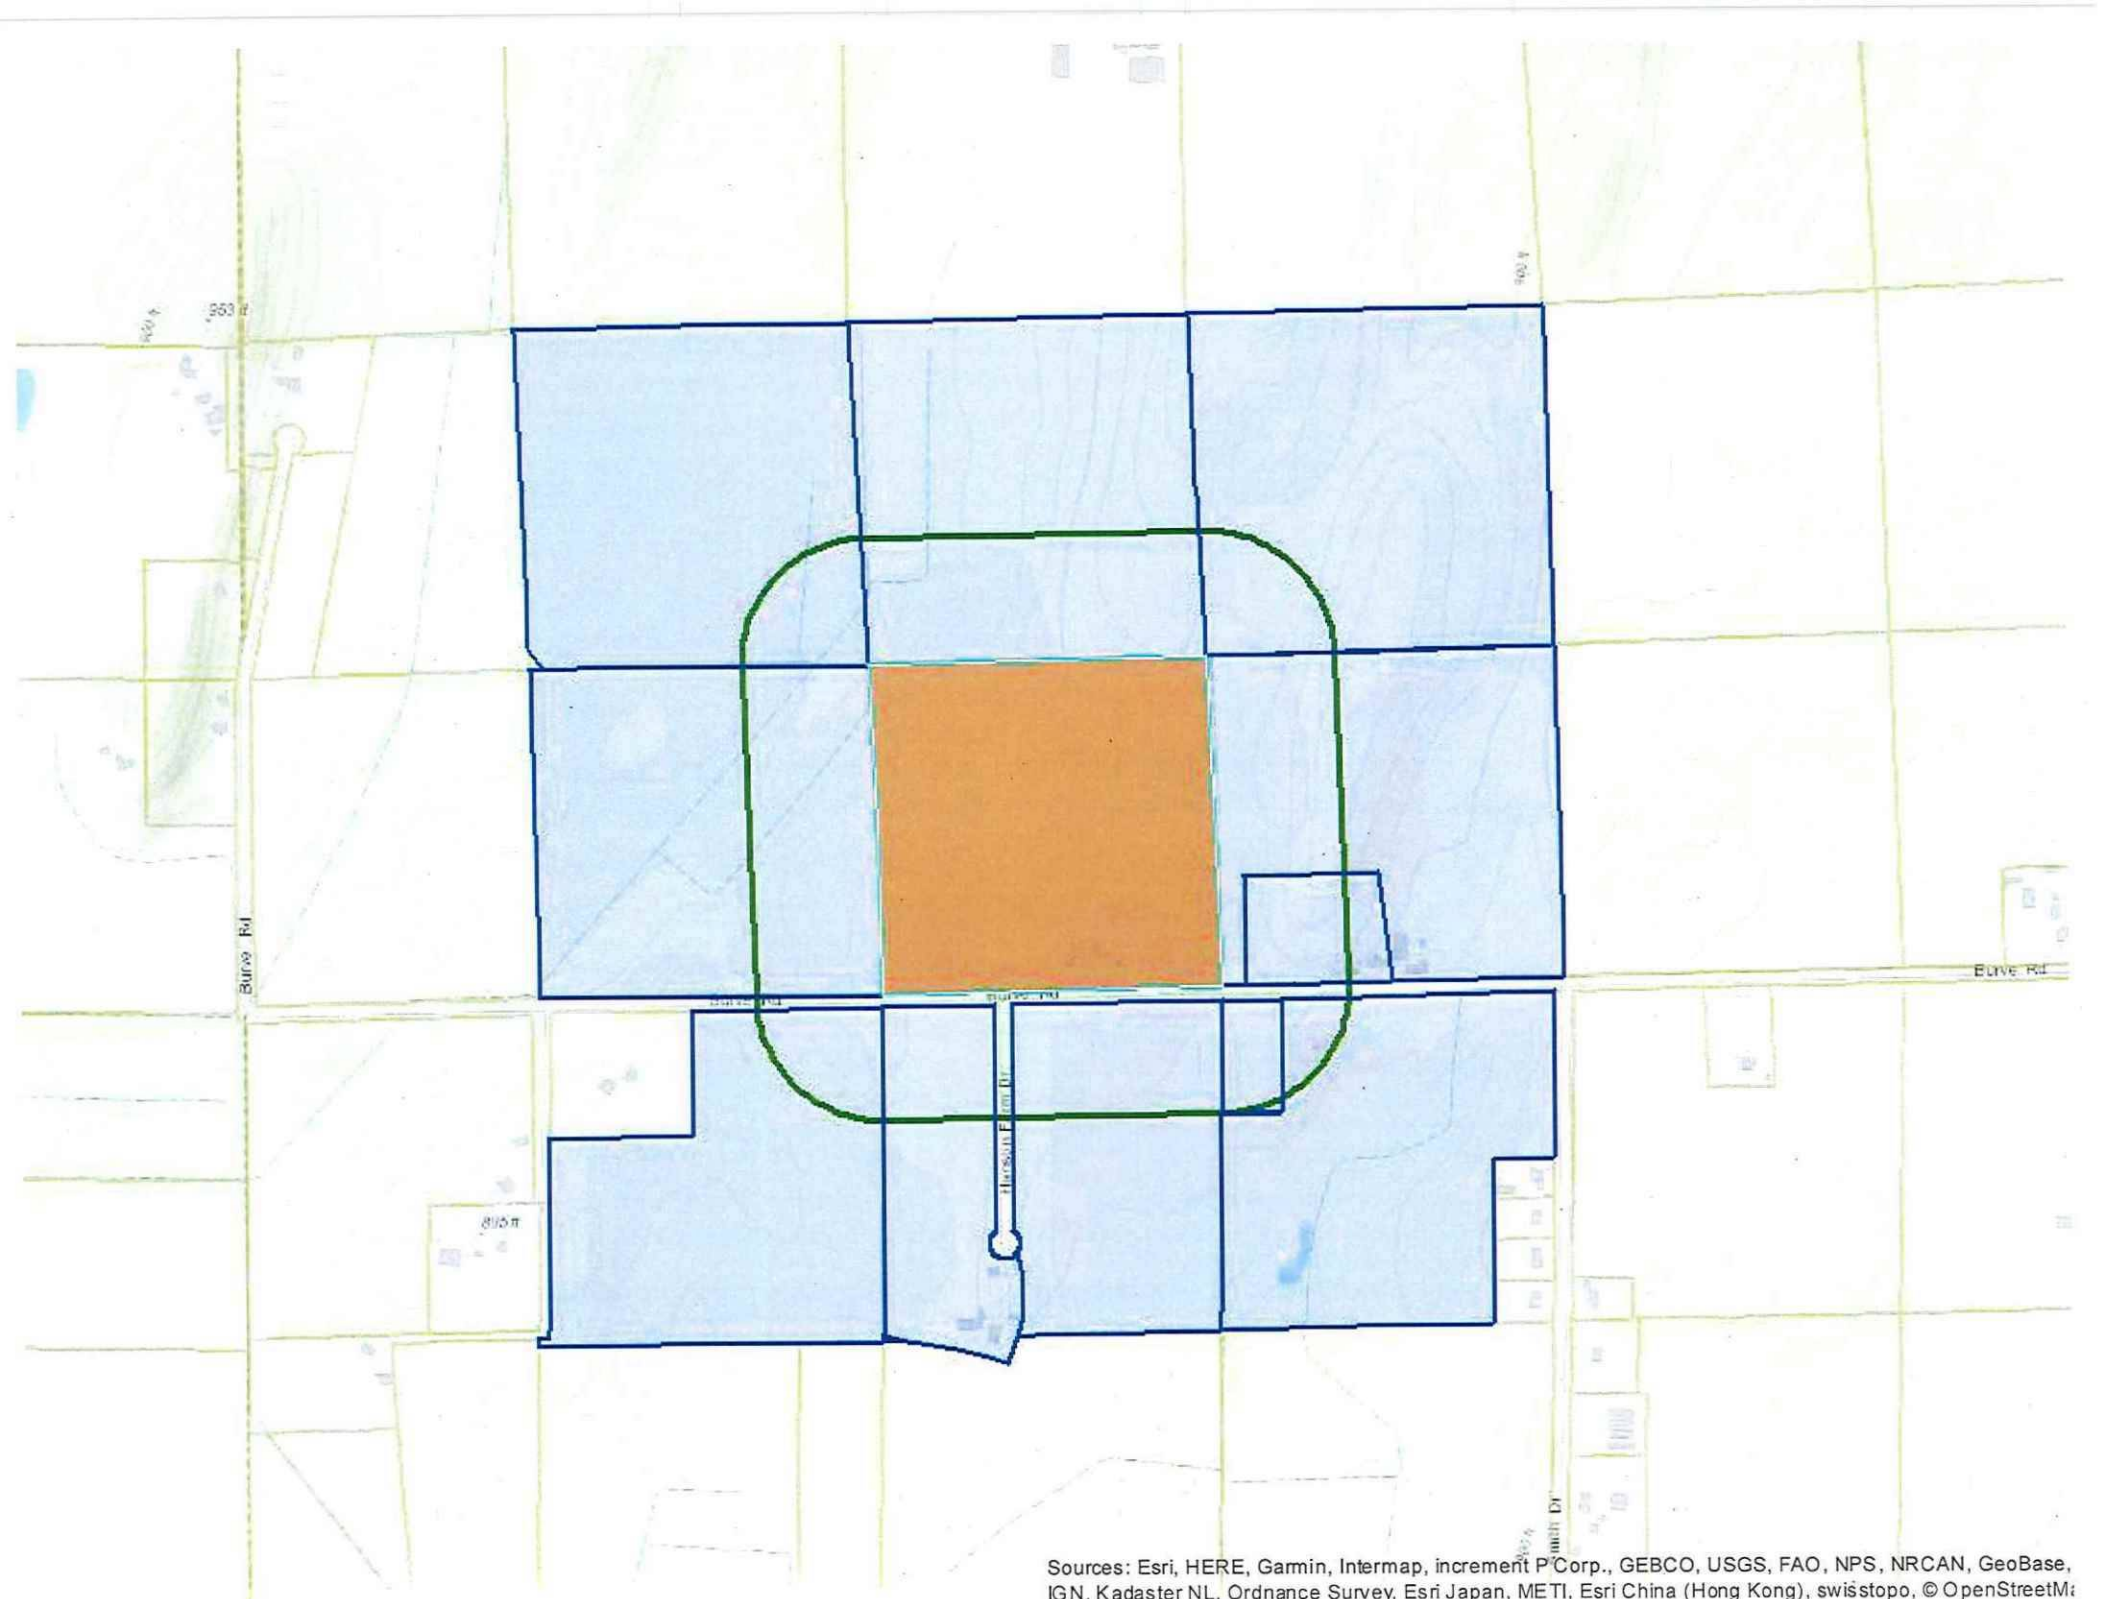 953 ft
Burve Rd
Burve Rd
Burve Rd
Burve Rd
895 ft
Sources: Esri, HERE, Garmin, Intermap, increment P Corp., GEBCO, USGS, FAO, NPS, NRCAN, GeoBase,
IGN, Kadaster NL, Ordnance Survey, Esri Japan, METI, Esri China (Hong Kong), swisstopo, © OpenStreetMa